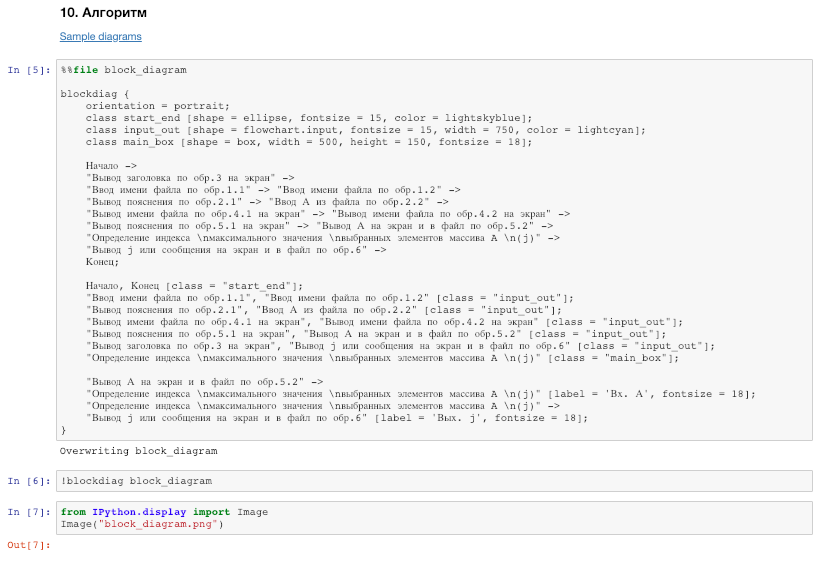 10. Алгоритм
Sample diagrams
In [5]: %%file block_diagram
blockdiag {
orientation = portrait;
class start_end [shape = ellipse, fontsize = 15, color = lightskyblue];
class input_out [shape = flowchart.input, fontsize = 15, width = 750, color = lightcyan];
class main_box [shape = box, width = 500, height = 150, fontsize = 18];
Начало ->
"Вывод заголовка по обр.3 на экран" ->
"Ввод имени файла по обр.1.1" -> "Ввод имени файла по обр.1.2" ->
"Вывод пояснения по обр.2.1" -> "Ввод А из файла по обр.2.2" ->
"Вывод имени файла по обр.4.1 на экран" -> "Вывод имени файла по обр.4.2 на экран" ->
"Вывод пояснения по обр.5.1 на экран" -> "Вывод А на экран и в файл по обр.5.2" ->
"Определение индекса \nмаксимального значения \nвыбранных элементов массива А \n(j)" ->
"Вывод j или сообщения на экран и в файл по обр.6" ->
Конец;
Начало, Конец [class = "start_end"];
"Ввод имени файла по обр.1.1", "Ввод имени файла по обр.1.2" [class = "input_out"];
"Вывод пояснения по обр.2.1", "Ввод А из файла по обр.2.2" [class = "input_out"];
"Вывод имени файла по обр.4.1 на экран", "Вывод имени файла по обр.4.2 на экран" [class = "input_out"];
"Вывод пояснения по обр.5.1 на экран", "Вывод А на экран и в файл по обр.5.2" [class = "input_out"];
"Вывод заголовка по обр.3 на экран", "Вывод j или сообщения на экран и в файл по обр.6" [class = "input_out"];
"Определение индекса \nмаксимального значения \nвыбранных элементов массива А \n(j)" [class = "main_box"];
"Вывод А на экран и в файл по обр.5.2" ->
"Определение индекса \nмаксимального значения \nвыбранных элементов массива А \n(j)" [label = 'Вх. А', fontsize = 18];
"Определение индекса \nмаксимального значения \nвыбранных элементов массива А \n(j)" ->
"Вывод j или сообщения на экран и в файл по обр.6" [label = 'Вых. j', fontsize = 18];
}
Overwriting block_diagram
In [6]: !blockdiag block_diagram
In [7]: from IPython.display import Image
Image("block_diagram.png")
Out[7]: